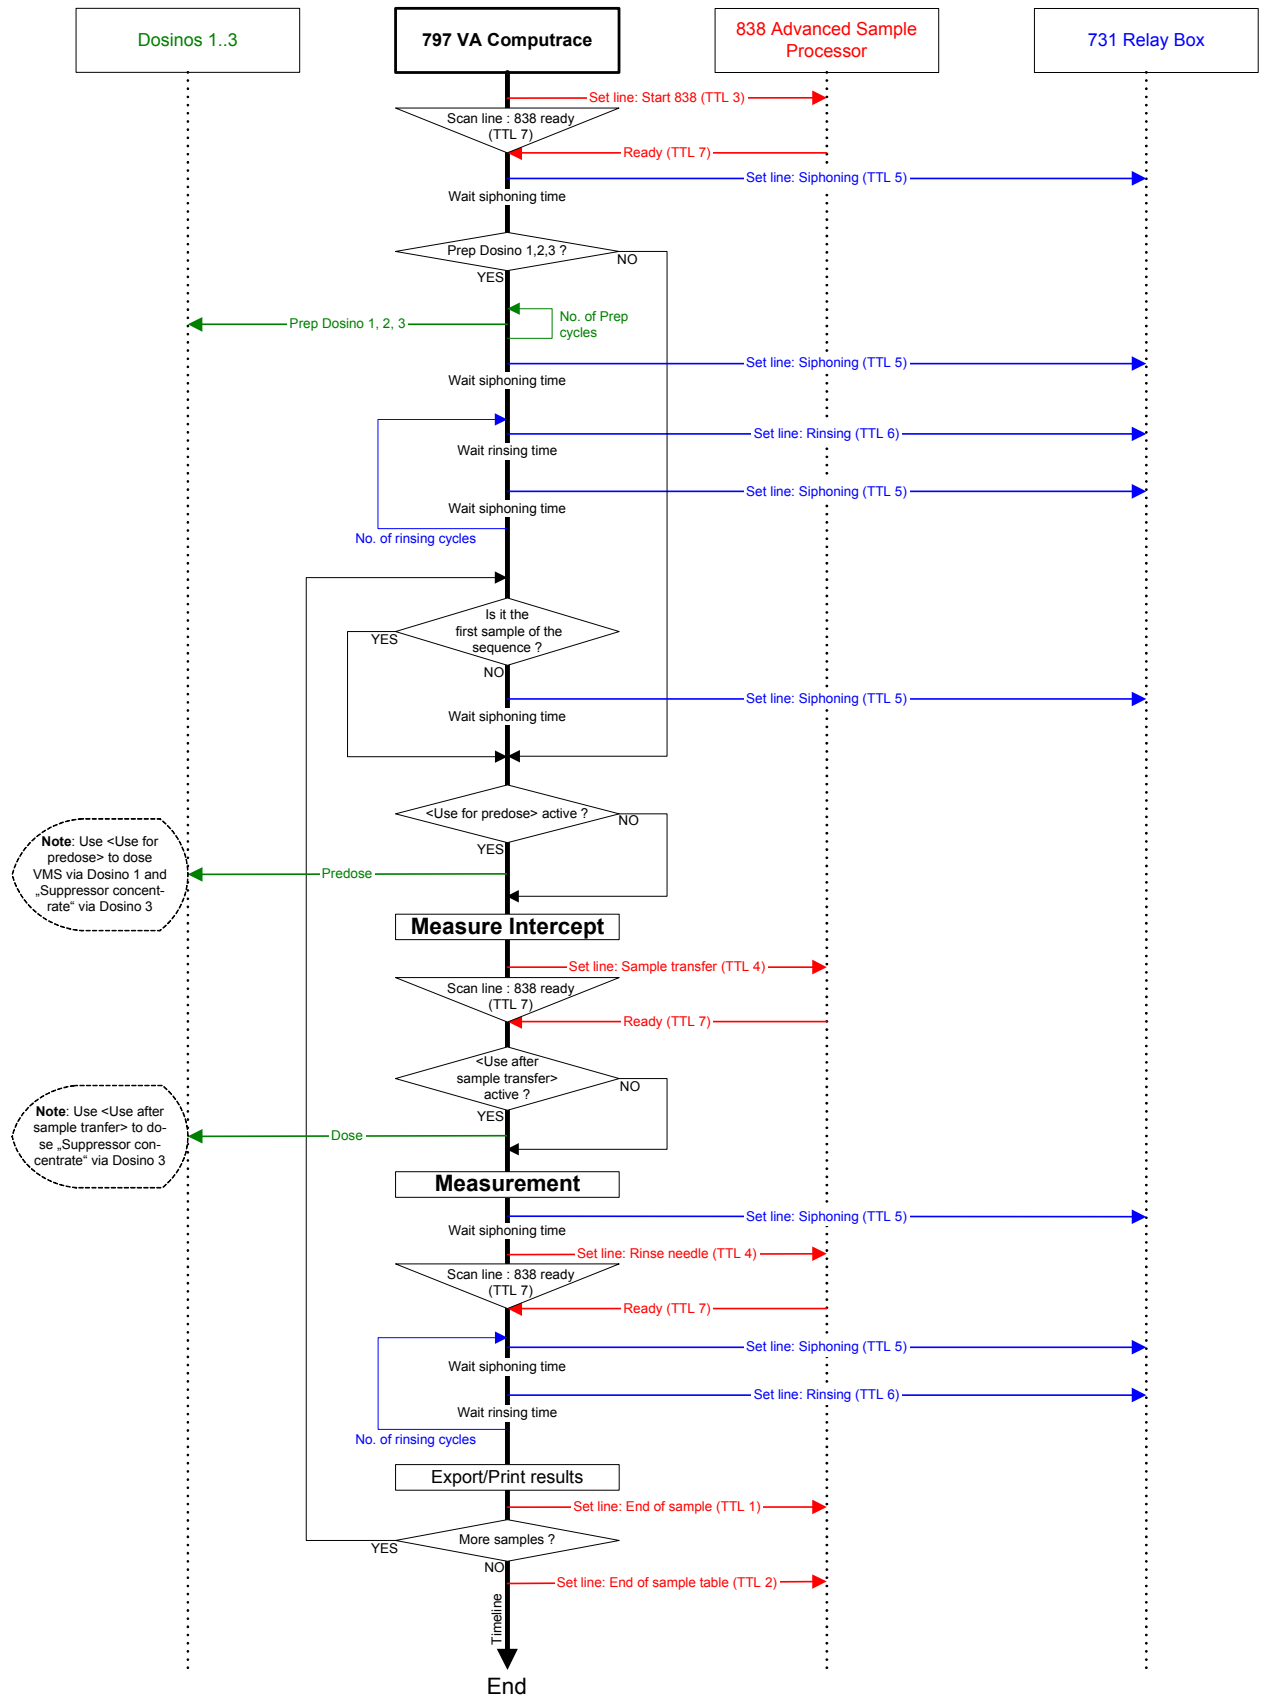 Dosinos 1..3
797 VA Computrace
838 Advanced Sample
Processor
731 Relay Box
Set line: Start 838 (TTL 3)
Scan line : 838 ready
(TTL 7)
Ready (TTL 7)
Set line: Siphoning (TTL 5)
Wait siphoning time
Prep Dosino 1,2,3 ?
NO
YES
No. of Prep
cycles
Prep Dosino 1, 2, 3
Set line: Siphoning (TTL 5)
Wait siphoning time
Set line: Rinsing (TTL 6)
Wait rinsing time
Set line: Siphoning (TTL 5)
Wait siphoning time
No. of rinsing cycles
Is it the
first sample of the
sequence ?
YES
NO
Set line: Siphoning (TTL 5)
Wait siphoning time
<Use for predose> active ?
NO
YES
Note: Use <Use for
predose> to dose
VMS via Dosino 1 and
„Suppressor concent-
rate“ via Dosino 3
Predose
Measure Intercept
Set line: Sample transfer (TTL 4)
Scan line : 838 ready
(TTL 7)
Ready (TTL 7)
<Use after
sample transfer>
active ?
NO
YES
Note: Use <Use after
sample tranfer> to do-
se „Suppressor con-
centrate“ via Dosino 3
Dose
Measurement
Set line: Siphoning (TTL 5)
Wait siphoning time
Set line: Rinse needle (TTL 4)
Scan line : 838 ready
(TTL 7)
Ready (TTL 7)
Set line: Siphoning (TTL 5)
Wait siphoning time
Set line: Rinsing (TTL 6)
Wait rinsing time
No. of rinsing cycles
Export/Print results
Set line: End of sample (TTL 1)
More samples ?
YES
NO
Set line: End of sample table (TTL 2)
Timeline
End